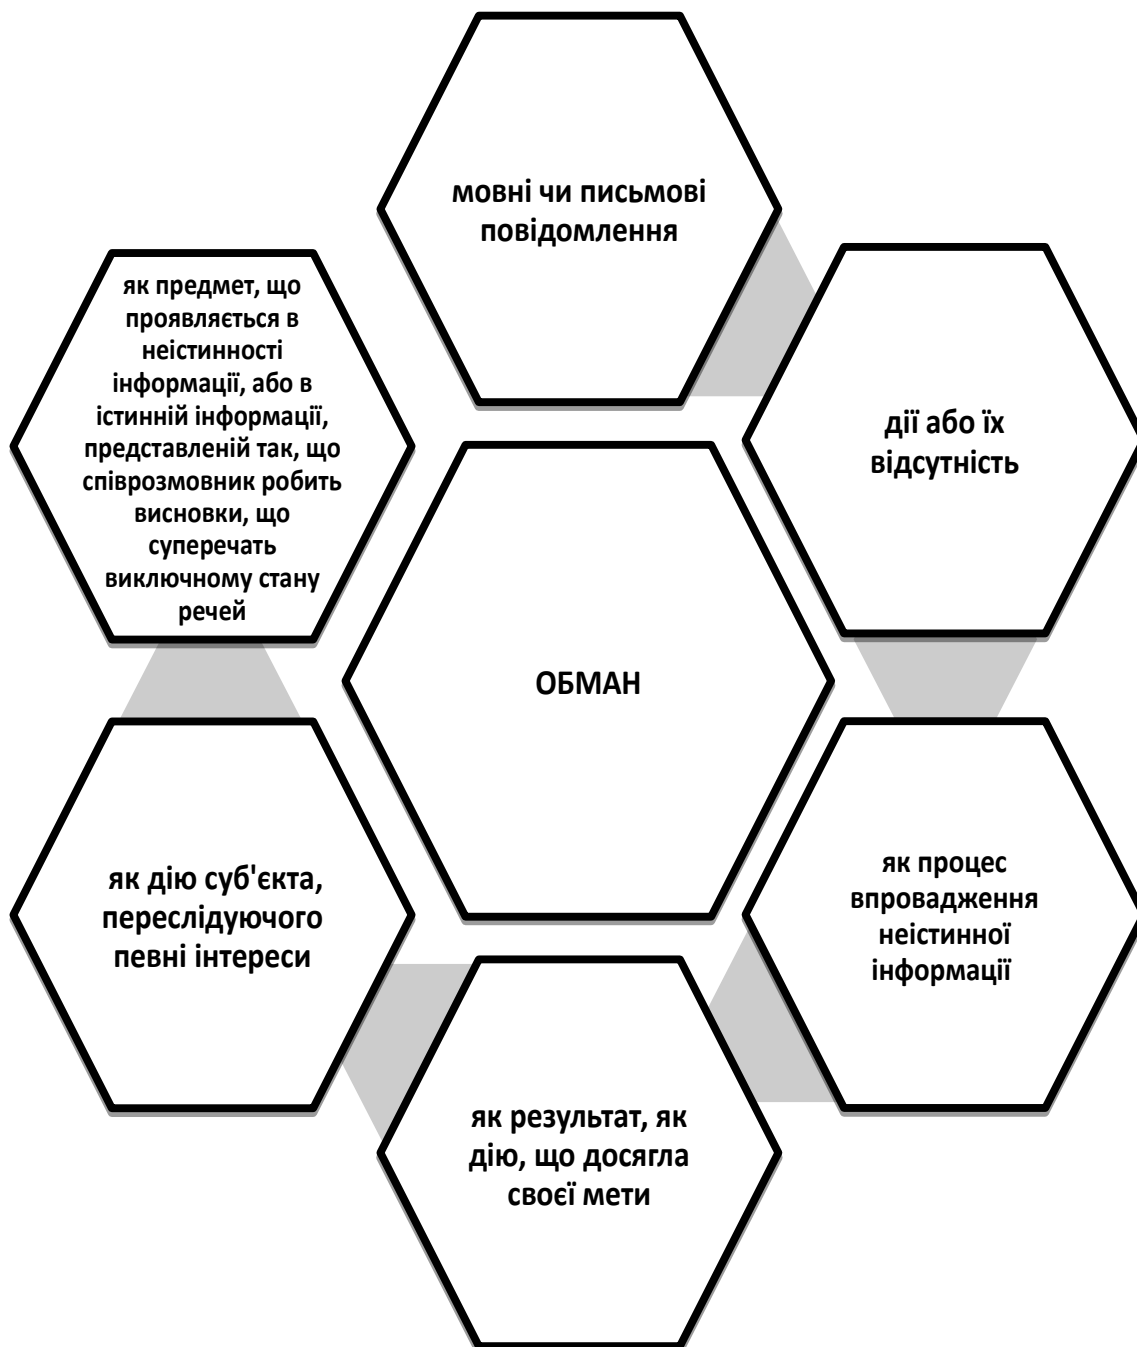 мовні чи письмові
повідомлення
як предмет, що
проявляється в
неістинності
інформації, або в
істинній інформації,
представленій так, що
співрозмовник робить
висновки, що
суперечать
виключному стану
речей
дії або їх
відсутність
ОБМАН
як дію суб'єкта,
переслідуючого
певні інтереси
як процес
впровадження
неістинної
інформації
як результат, як
дію, що досягла
своєї мети